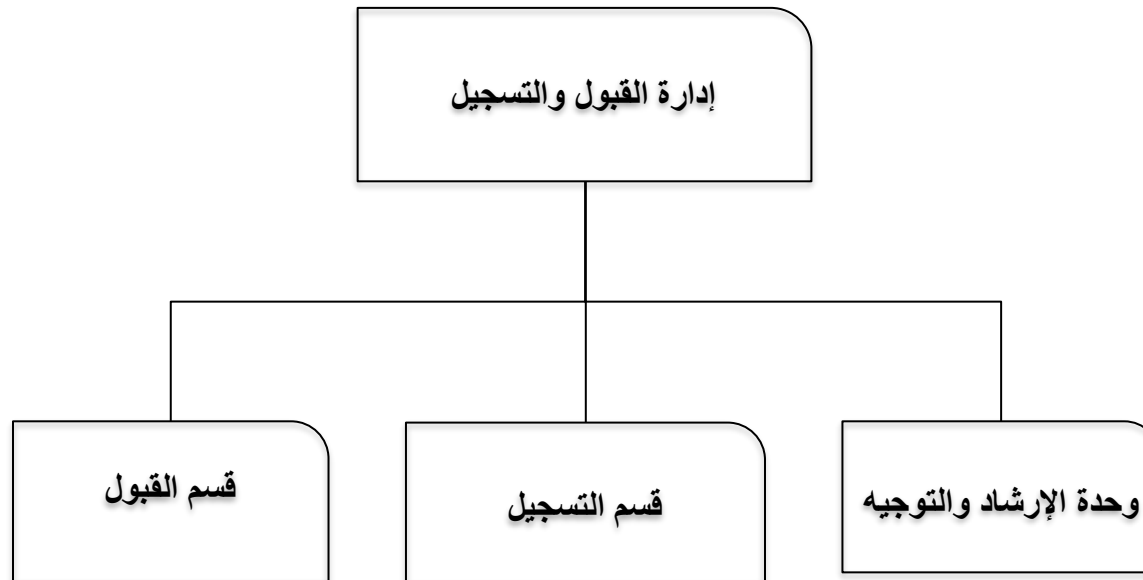 إدارة القبول والتسجيل
وحدة الإرشاد والتوجيه
قسم التسجيل
قسم القبول